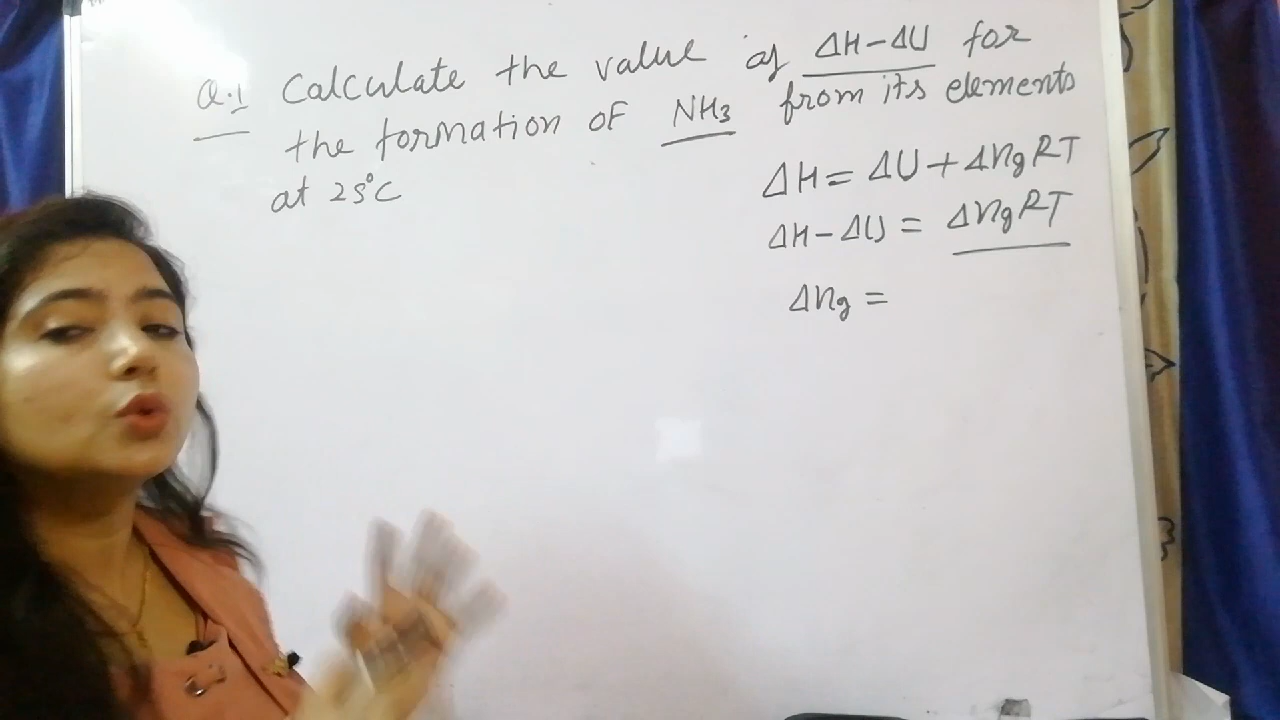 Q.1 Calculate the value of ΔH-ΔU for
the formation of NH3 from its elements
at 25°C
ΔH = ΔU + ΔngRT
ΔH-ΔU = ΔngRT
Δng =